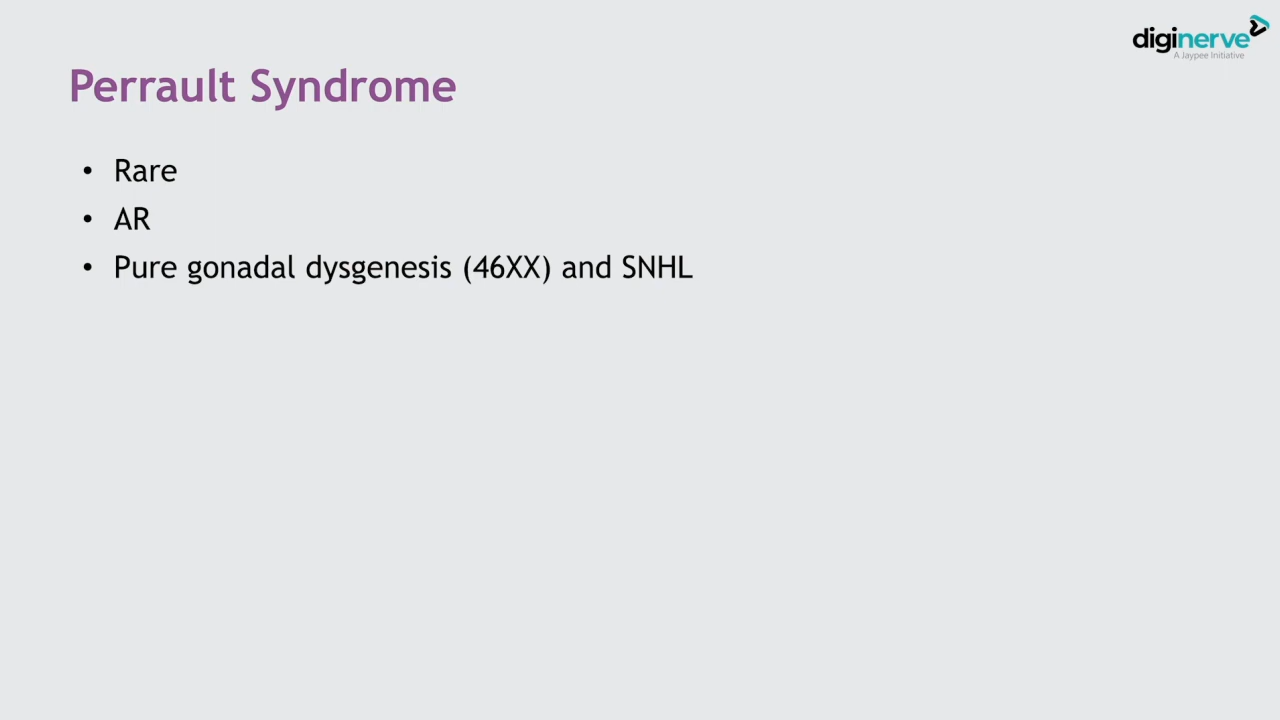 diginerve
A Jaypee Initiative
Perrault Syndrome
• Rare
• AR
• Pure gonadal dysgenesis (46XX) and SNHL